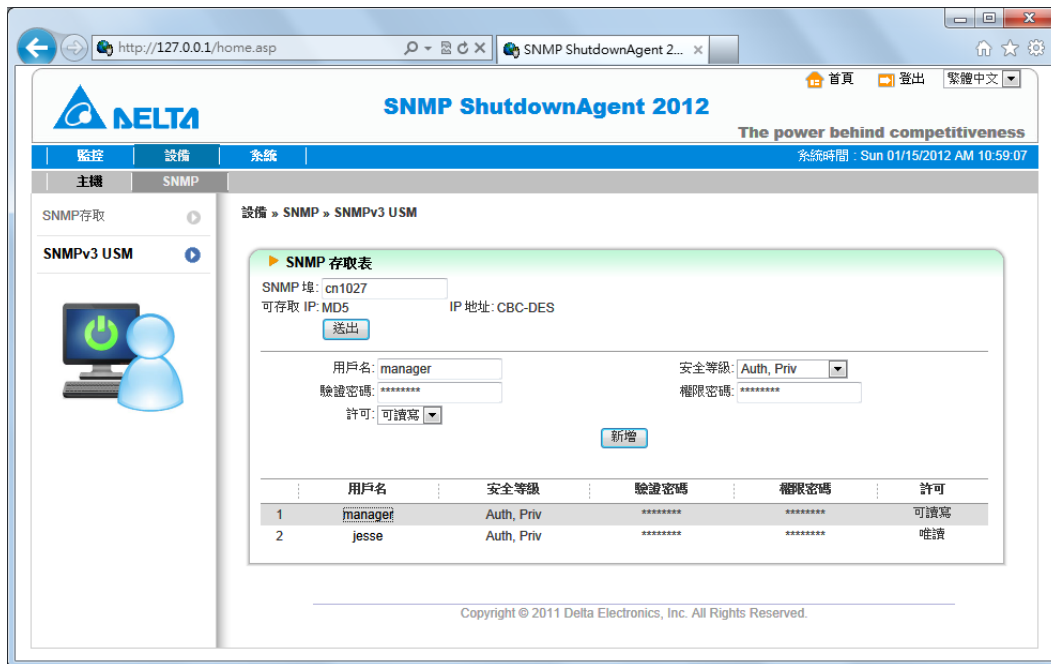 http://127.0.0.1/home.asp
SNMP ShutdownAgent 2...
首頁 登出 繁體中文
DELTA
SNMP ShutdownAgent 2012
The power behind competitiveness
監控 設備 系統 系統時間 : Sun 01/15/2012 AM 10:59:07
主機 SNMP
SNMP存取
SNMPv3 USM
設備 » SNMP » SNMPv3 USM
SNMP 存取表
SNMP 埠: cn1027
可存取 IP: MD5 IP 地址: CBC-DES
送出
用戶名: manager 安全等級: Auth, Priv
驗證密碼: ******** 權限密碼: ********
許可: 可讀寫
新增
用戶名 安全等級 驗證密碼 權限密碼 許可
1 manager Auth, Priv ******** ******** 可讀寫
2 jesse Auth, Priv ******** ******** 唯讀
Copyright © 2011 Delta Electronics, Inc. All Rights Reserved.